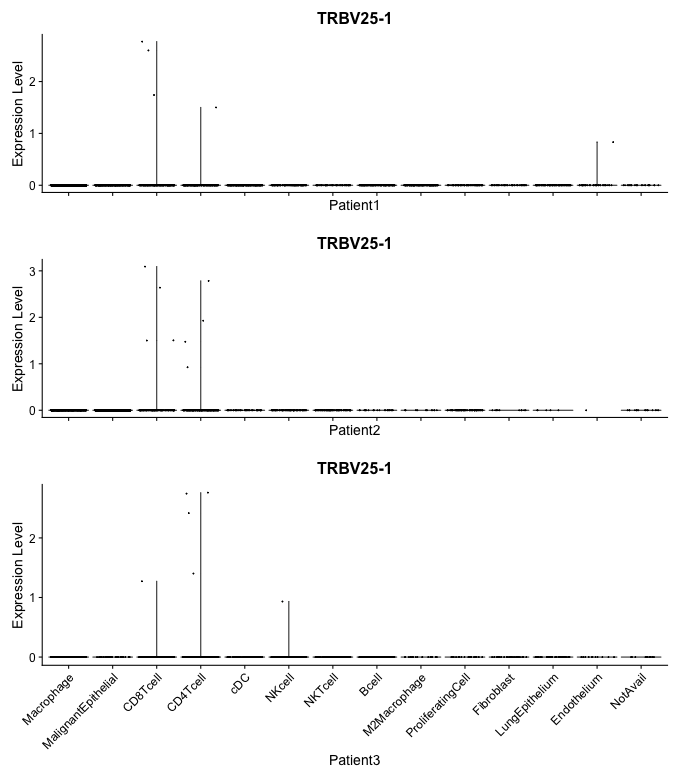 TRBV25-1
Expression Level
2
1
0
Patient1
TRBV25-1
Expression Level
3
2
1
0
Patient2
TRBV25-1
Expression Level
2
1
0
Macrophage
MalignantEpithelial
CD8Tcell
CD4Tcell
cDC
NKcell
NKTcell
Bcell
M2Macrophage
ProliferatingCell
Fibroblast
LungEpithelium
Endothelium
NotAvail
Patient3